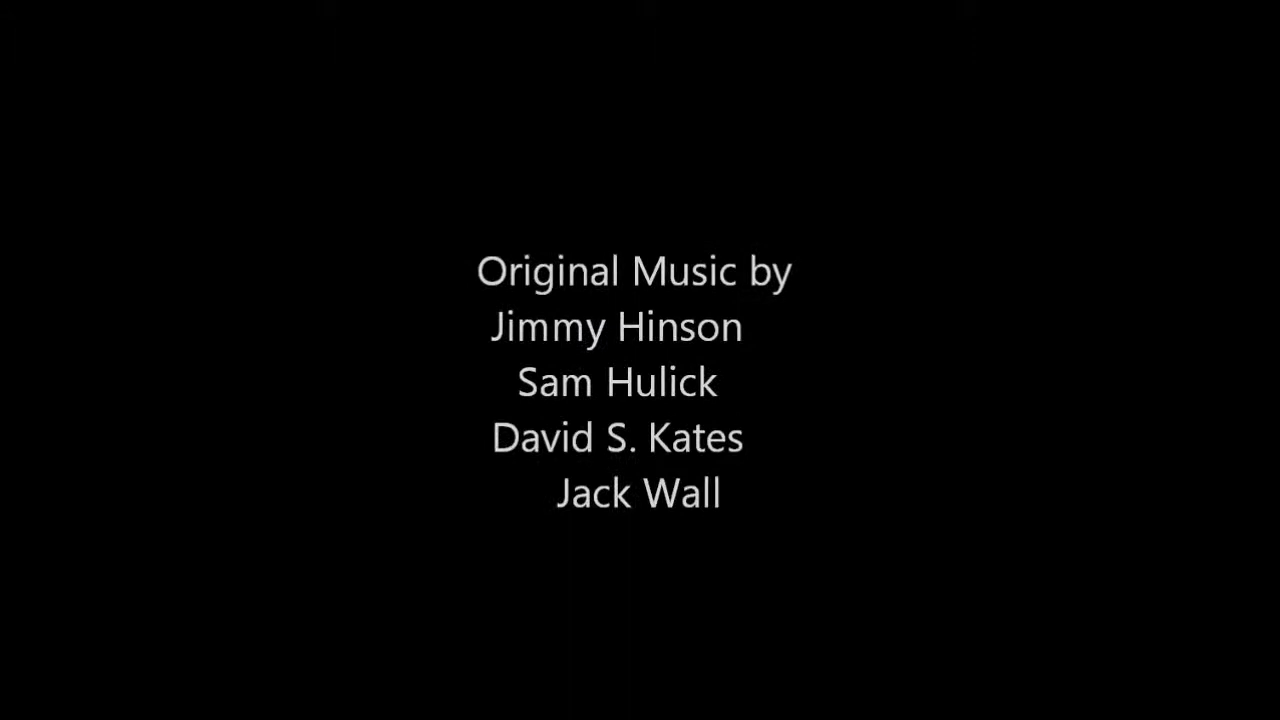 Original Music by
Jimmy Hinson
Sam Hulick
David S. Kates
Jack Wall